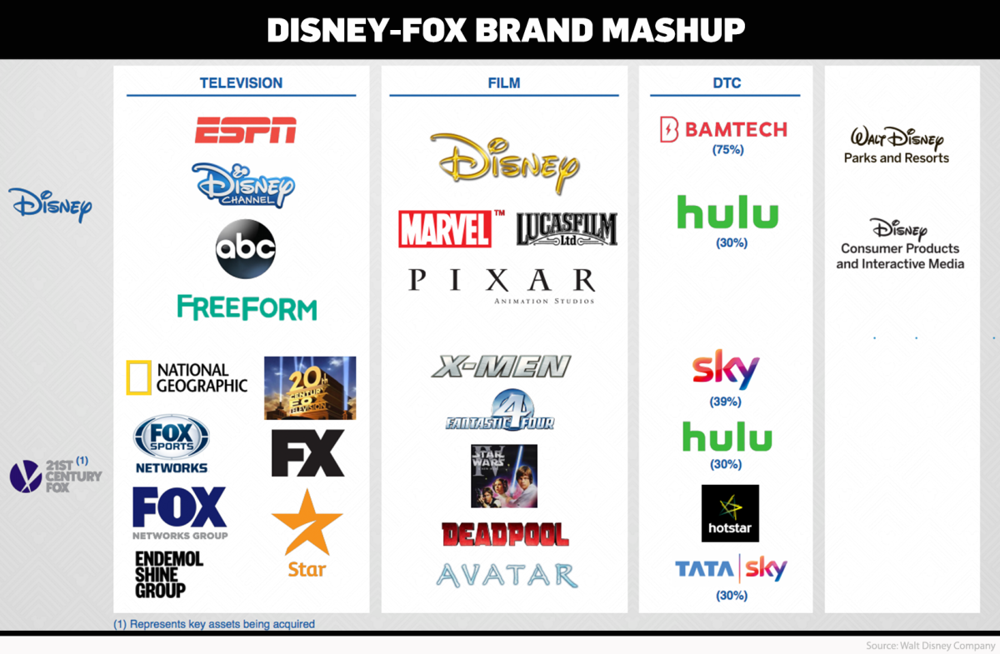 DISNEY-FOX BRAND MASHUP
TELEVISION
FILM
DTC
Disney
ESPN
Disney
CHANNEL
abc
FREEFORM
Disney
MARVEL™
LUCASFILM
Ltd
PIXAR
ANIMATION STUDIOS
BAMTECH
(75%)
hulu
(30%)
WALT DISNEY
Parks and Resorts
Disney
Consumer Products
and Interactive Media
21ST (1)
CENTURY
FOX
NATIONAL
GEOGRAPHIC
20th
CENTURY
FOX
TELEVISION
FOX
SPORTS
NETWORKS
FX
FOX
NETWORKS GROUP
Star
ENDEMOL
SHINE
GROUP
X-MEN
4
FANTASTIC FOUR
STAR
WARS
IV
DEADPOOL
AVATAR
sky
(39%)
hulu
(30%)
hotstar
TATA sky
(30%)
(1) Represents key assets being acquired
Source: Walt Disney Company